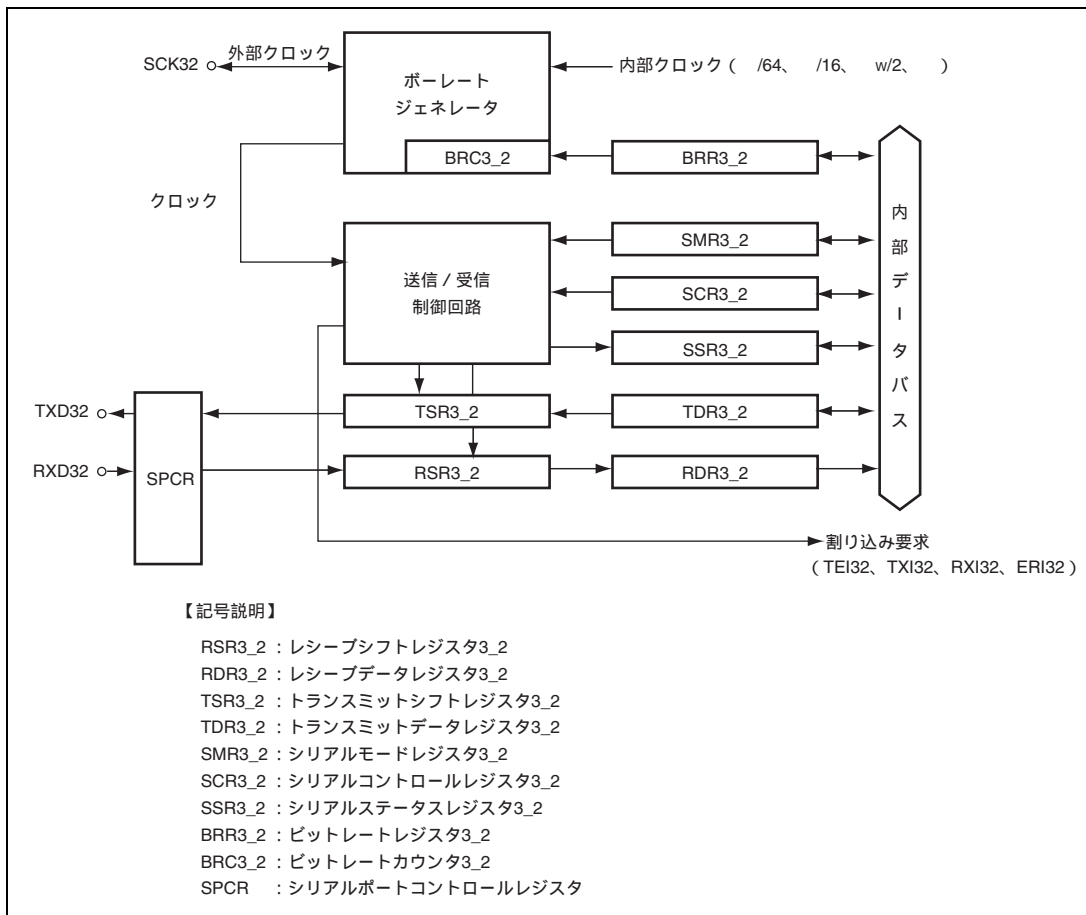 SCK32
外部クロック
ボーレート
ジェネレータ
内部クロック（ /64、 /16、 w/2、 ）
BRC3_2
BRR3_2
クロック
内部データバス
送信 / 受信
制御回路
SMR3_2
SCR3_2
SSR3_2
TXD32
TSR3_2
TDR3_2
RXD32
SPCR
RSR3_2
RDR3_2
割り込み要求
（TEI32、TXI32、RXI32、ERI32）
【記号説明】
RSR3_2 ：レシーブシフトレジスタ3_2
RDR3_2 ：レシーブデータレジスタ3_2
TSR3_2 ：トランスミットシフトレジスタ3_2
TDR3_2 ：トランスミットデータレジスタ3_2
SMR3_2 ：シリアルモードレジスタ3_2
SCR3_2 ：シリアルコントロールレジスタ3_2
SSR3_2 ：シリアルステータスレジスタ3_2
BRR3_2 ：ビットレートレジスタ3_2
BRC3_2 ：ビットレートカウンタ3_2
SPCR ：シリアルポートコントロールレジスタ